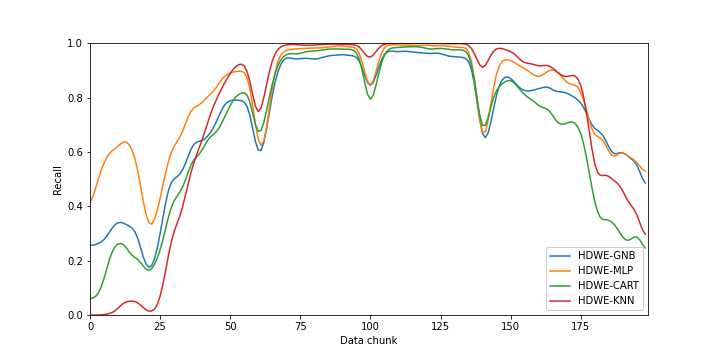 1.0
0.8
0.6
0.4
0.2
0.0
Recall
0 25 50 75 100 125 150 175
Data chunk
HDWE-GNB
HDWE-MLP
HDWE-CART
HDWE-KNN